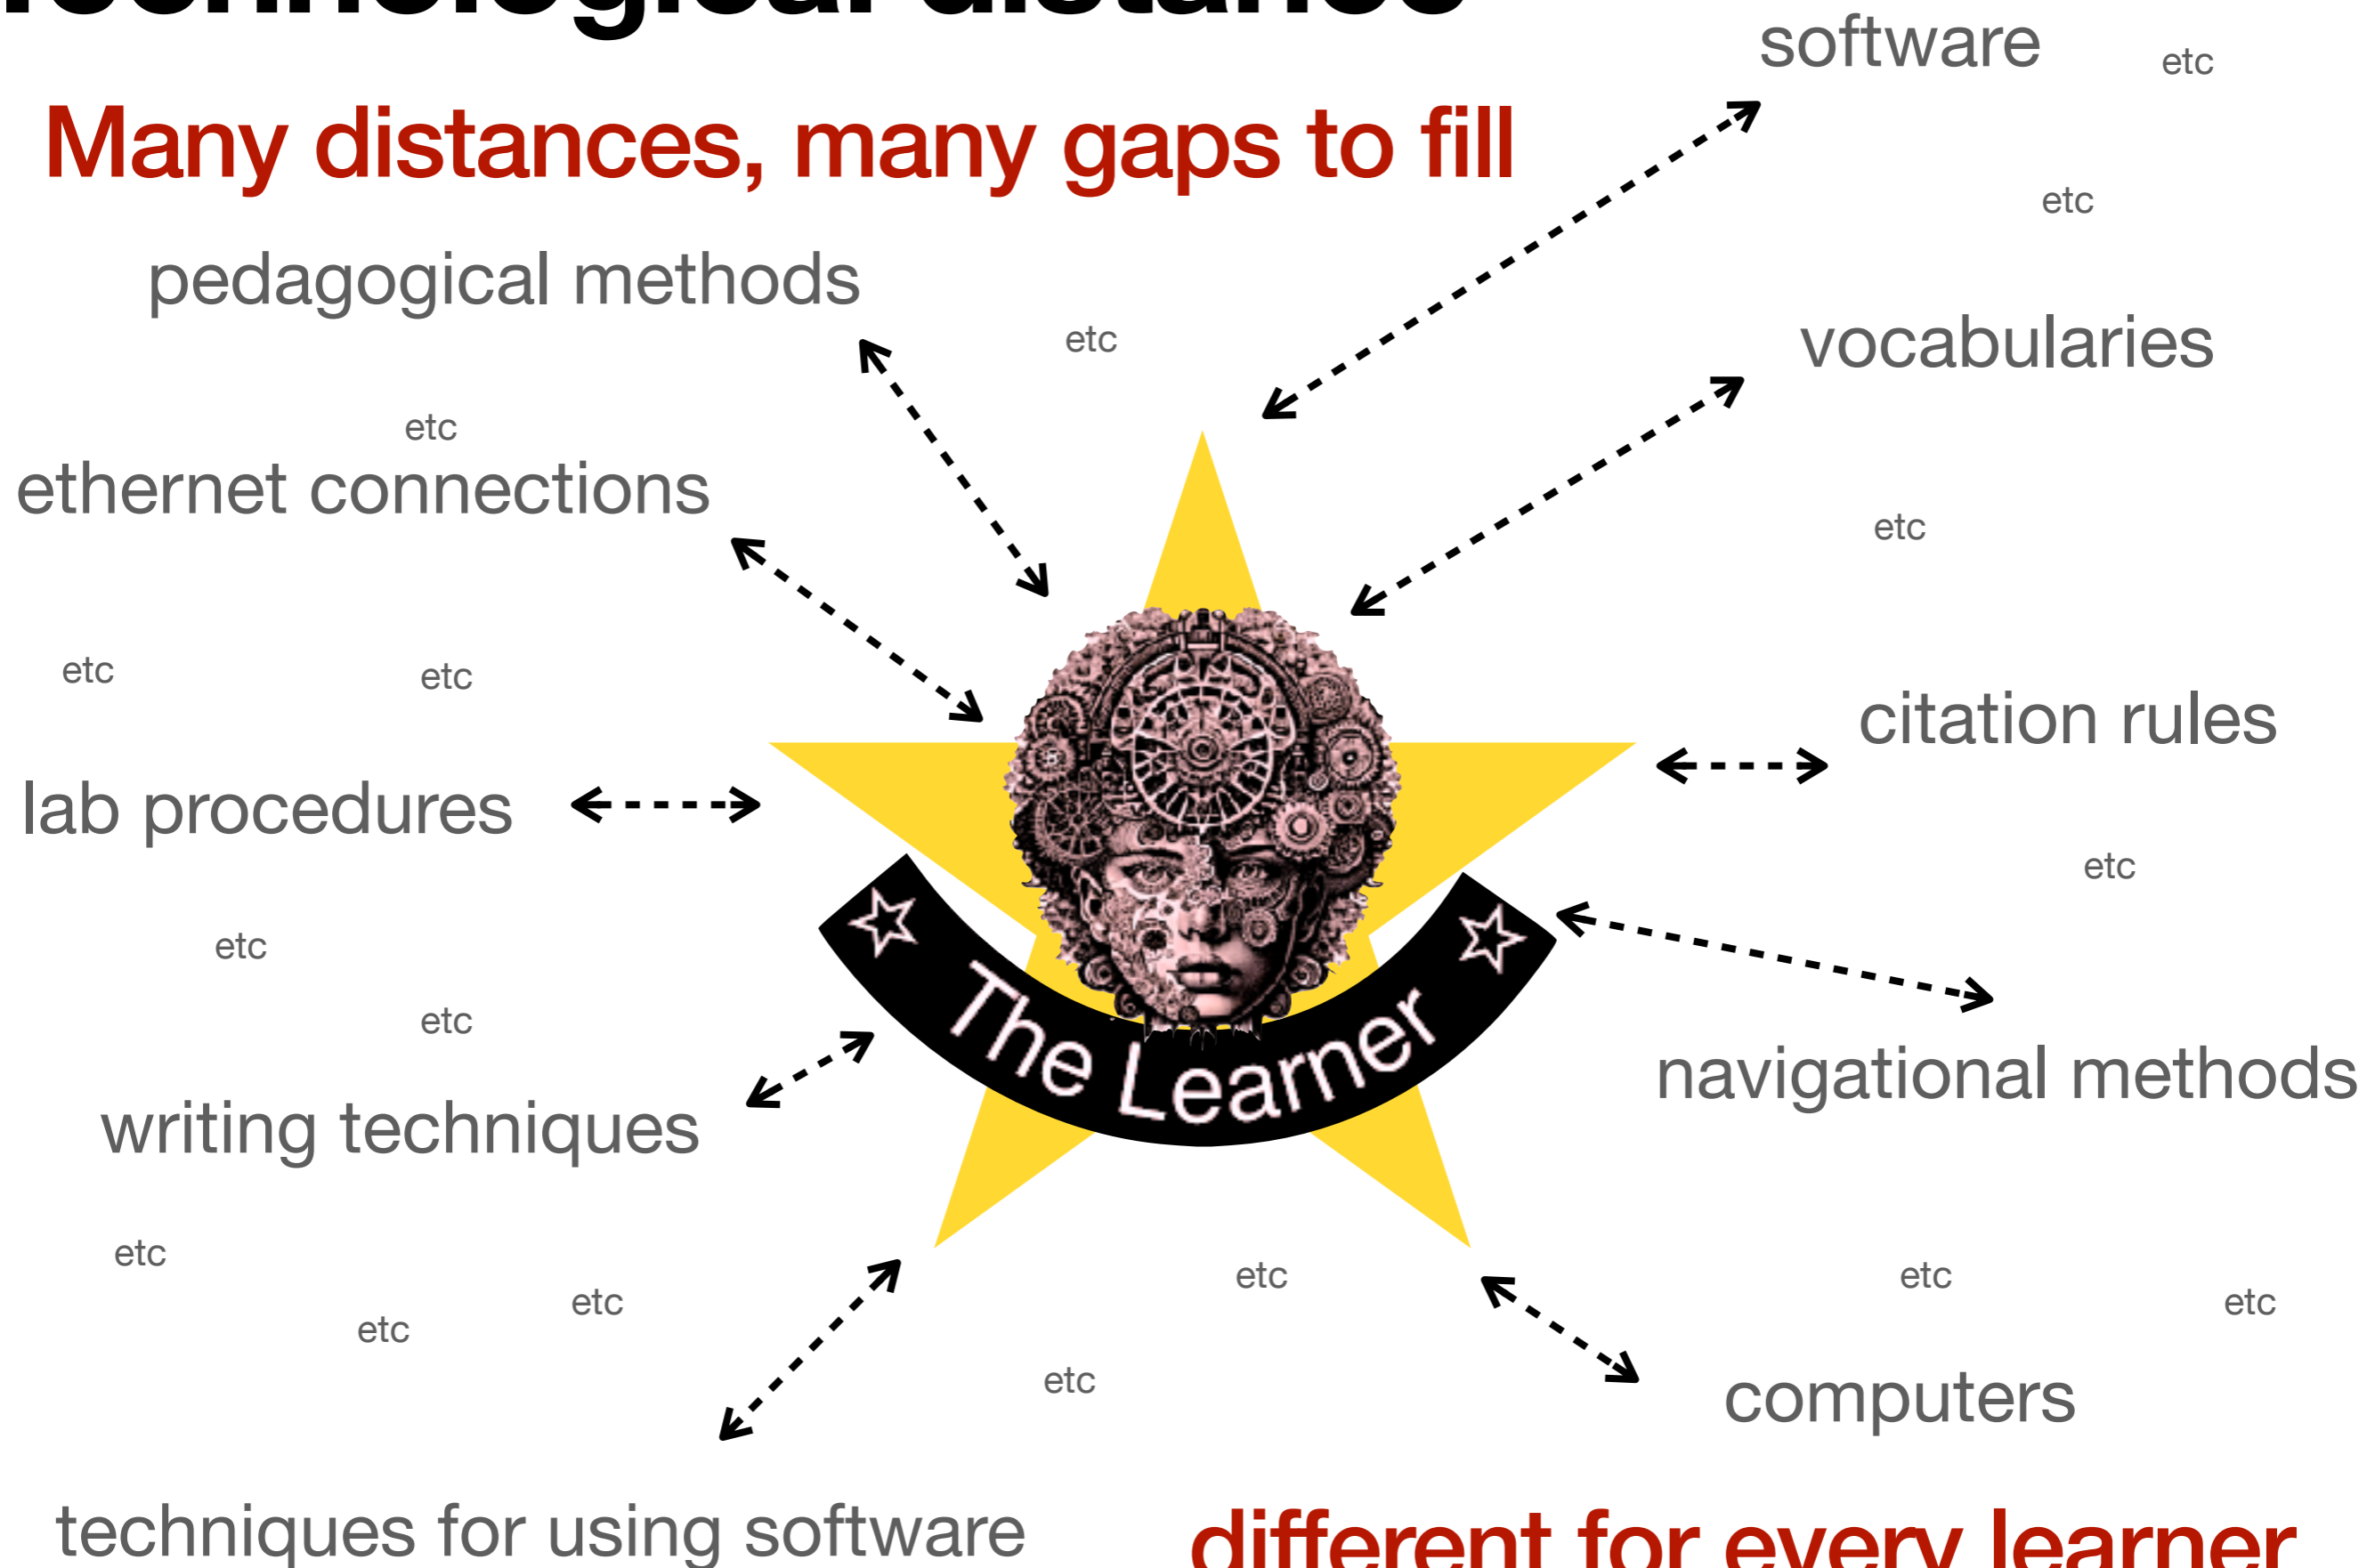 Technological distance
Many distances, many gaps to fill
software
etc
etc
pedagogical methods
etc
vocabularies
etc
ethernet connections
etc
etc
etc
citation rules
lab procedures
etc
etc
etc
The Learner
navigational methods
writing techniques
etc
etc
etc
etc
etc
etc
etc
computers
techniques for using software
different for every learner